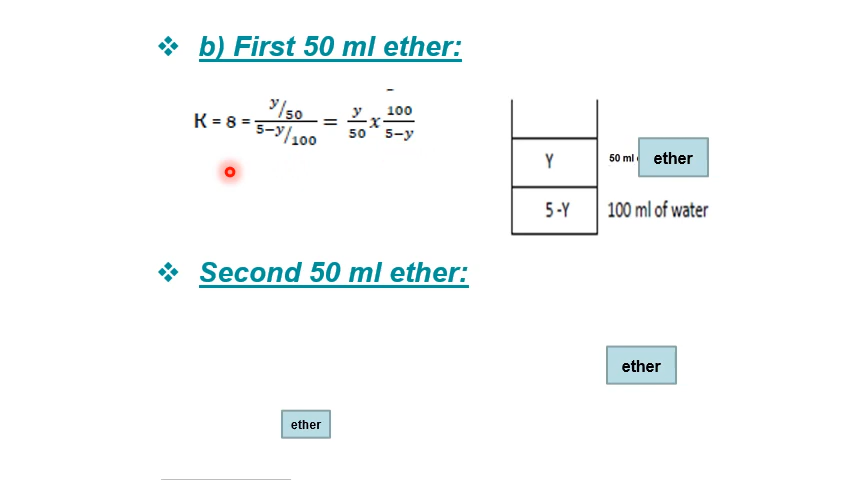 b) First 50 ml ether:
K = 8 = y/50 / 5−y/100 = y/50 x 100/5−y
Y
50 ml
ether
5 -Y
100 ml of water
Second 50 ml ether:
ether
ether